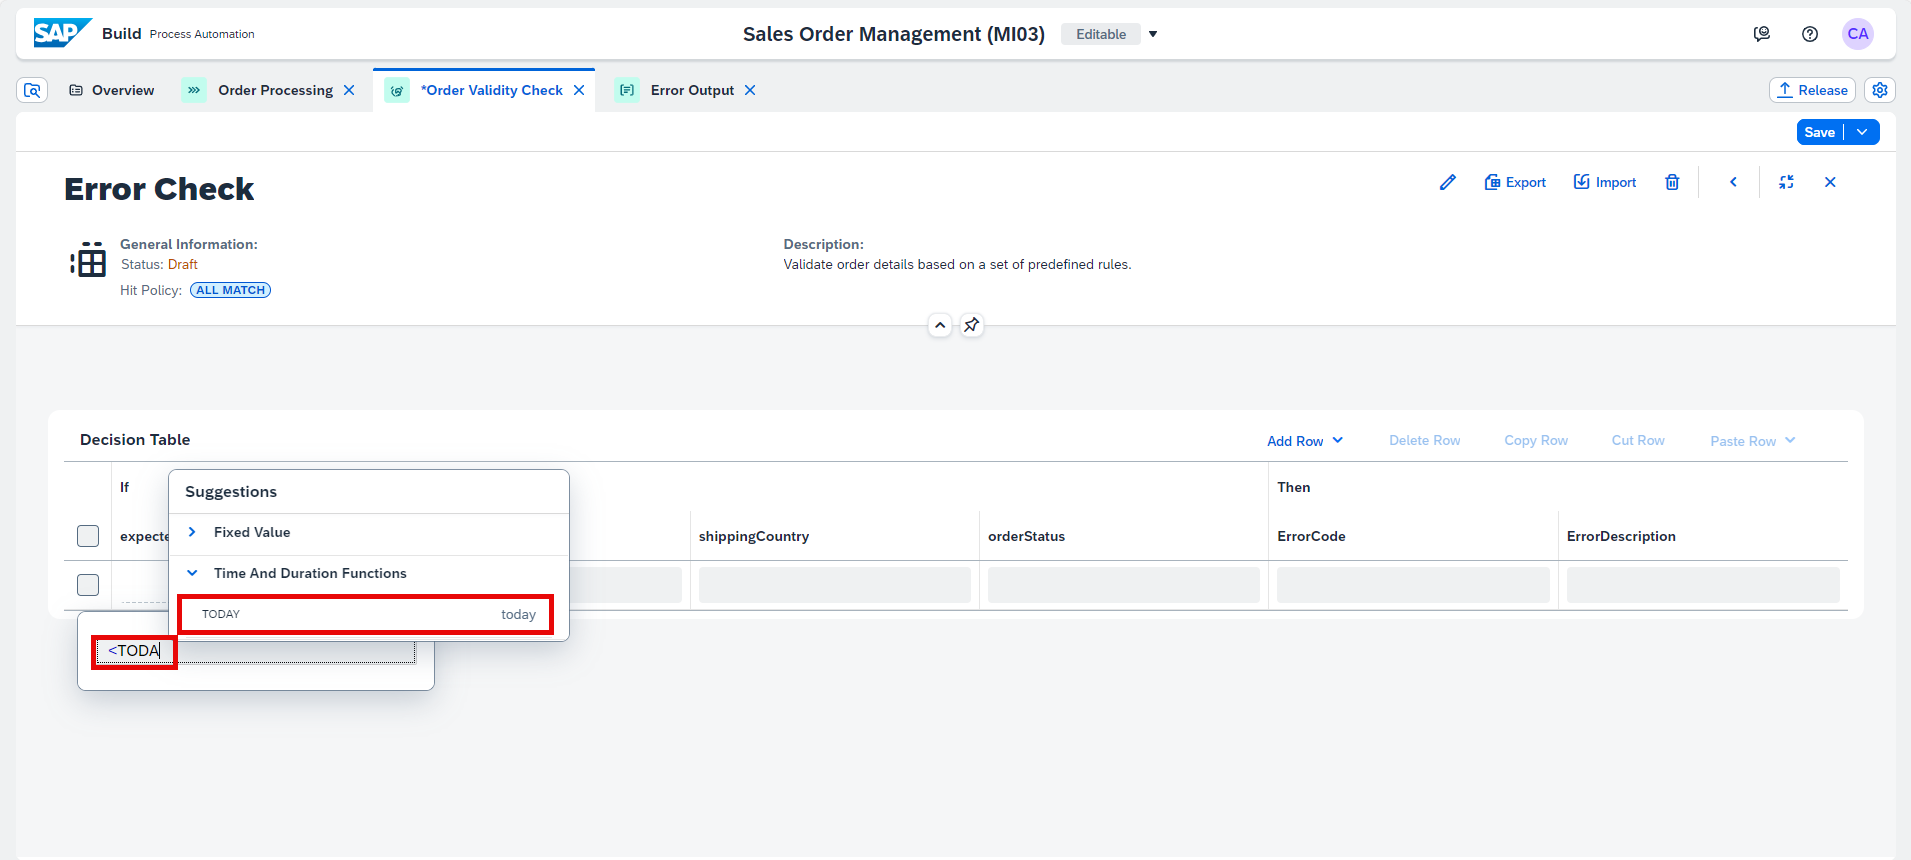 SAP Build Process Automation
Sales Order Management (MI03) Editable
CA
Overview
Order Processing
*Order Validity Check
Error Output
Release
Save
Error Check
Export
Import
General Information:
Status: Draft
Hit Policy: ALL MATCH
Description:
Validate order details based on a set of predefined rules.
Decision Table
Add Row
Delete Row
Copy Row
Cut Row
Paste Row
If
Then
expecte
shippingCountry
orderStatus
ErrorCode
ErrorDescription
Suggestions
Fixed Value
Time And Duration Functions
TODAY today
<TODA